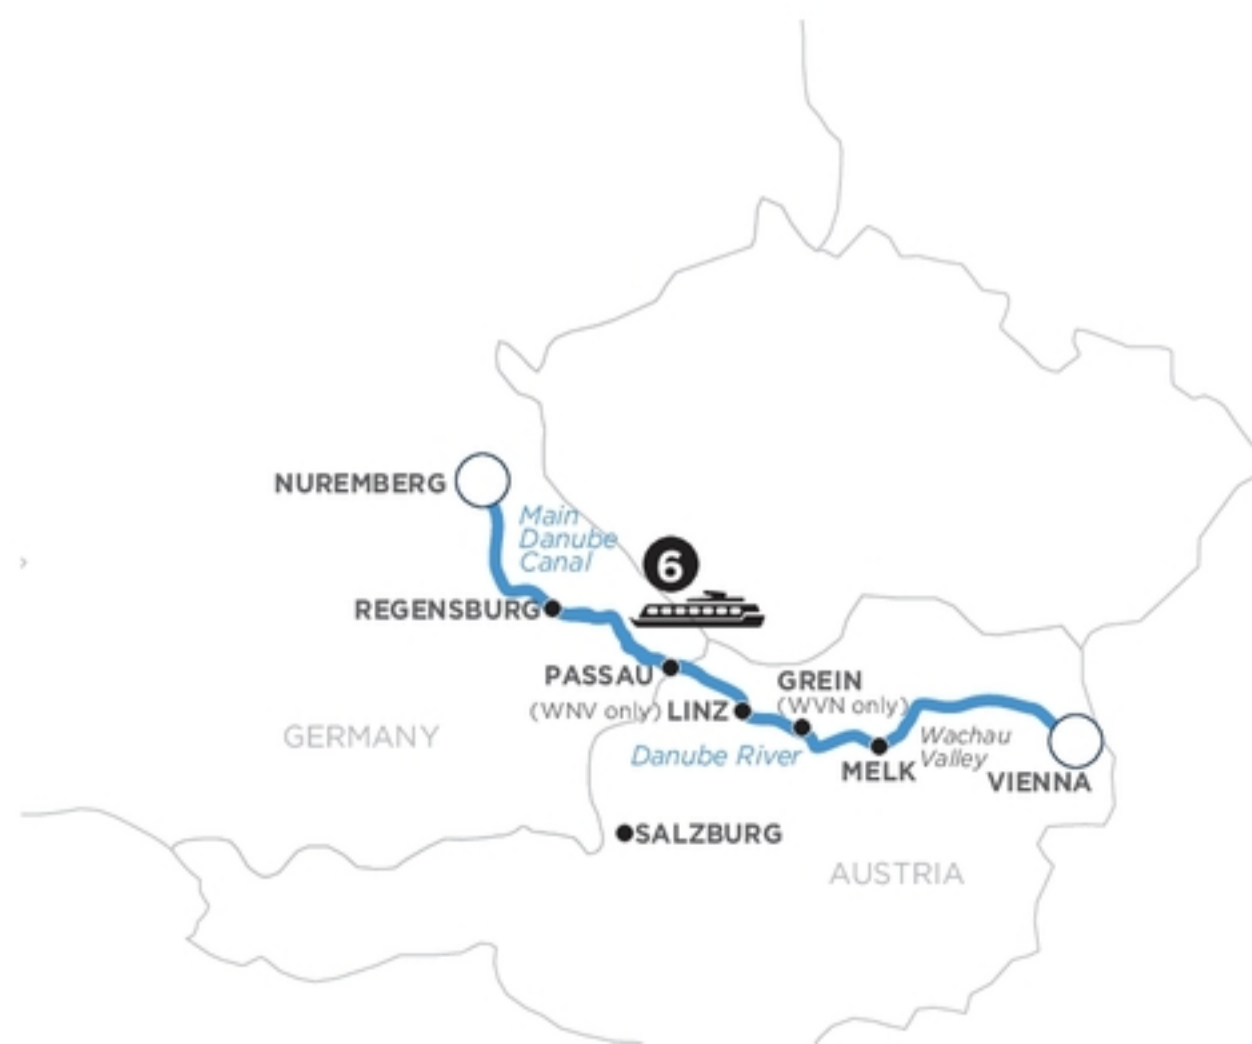 NUREMBERG
Main
Danube
Canal
6
REGENSBURG
PASSAU
GREIN
(WNV only) LINZ
(WVN only)
GERMANY
Danube River
Wachau
Valley
MELK
VIENNA
SALZBURG
AUSTRIA